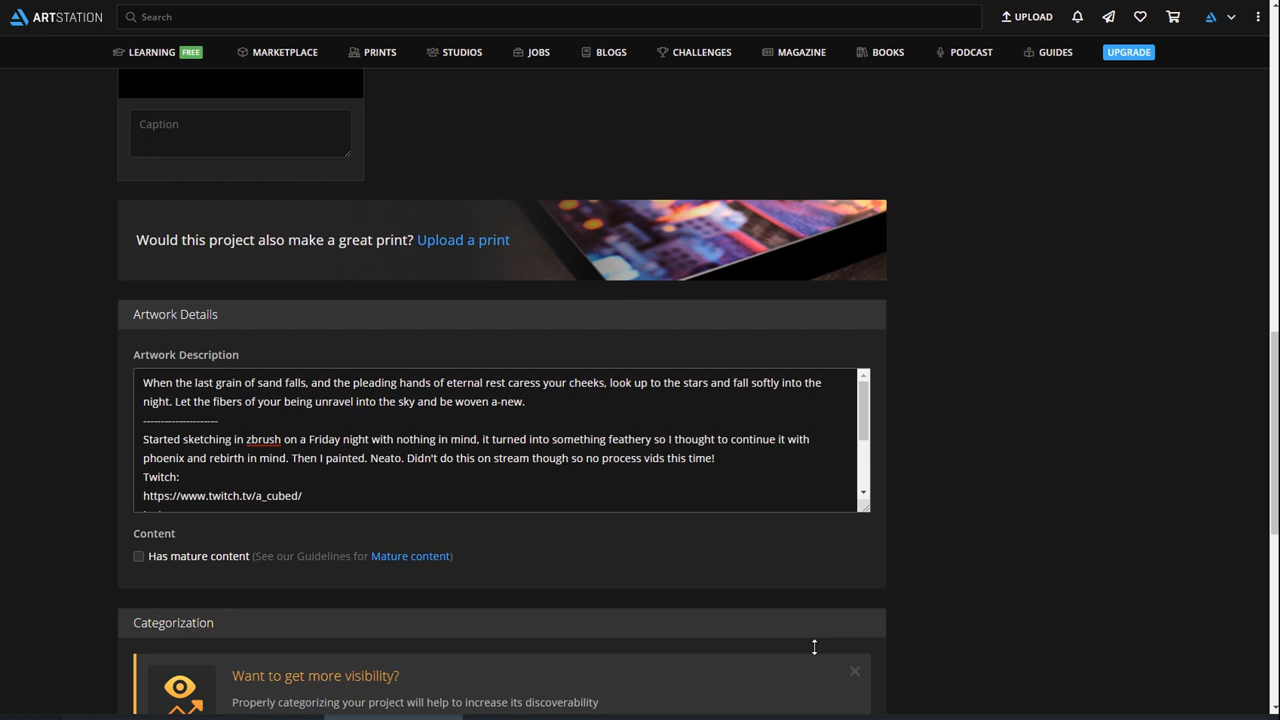 ARTSTATION
Search
UPLOAD
LEARNING FREE
MARKETPLACE
PRINTS
STUDIOS
JOBS
BLOGS
CHALLENGES
MAGAZINE
BOOKS
PODCAST
GUIDES
UPGRADE
Caption
Would this project also make a great print? Upload a print
Artwork Details
Artwork Description
When the last grain of sand falls, and the pleading hands of eternal rest caress your cheeks, look up to the stars and fall softly into the
night. Let the fibers of your being unravel into the sky and be woven a-new.
---------------------
Started sketching in zbrush on a Friday night with nothing in mind, it turned into something feathery so I thought to continue it with
phoenix and rebirth in mind. Then I painted. Neato. Didn't do this on stream though so no process vids this time!
Twitch:
https://www.twitch.tv/a_cubed/
Content
Has mature content (See our Guidelines for Mature content)
Categorization
Want to get more visibility?
Properly categorizing your project will help to increase its discoverability